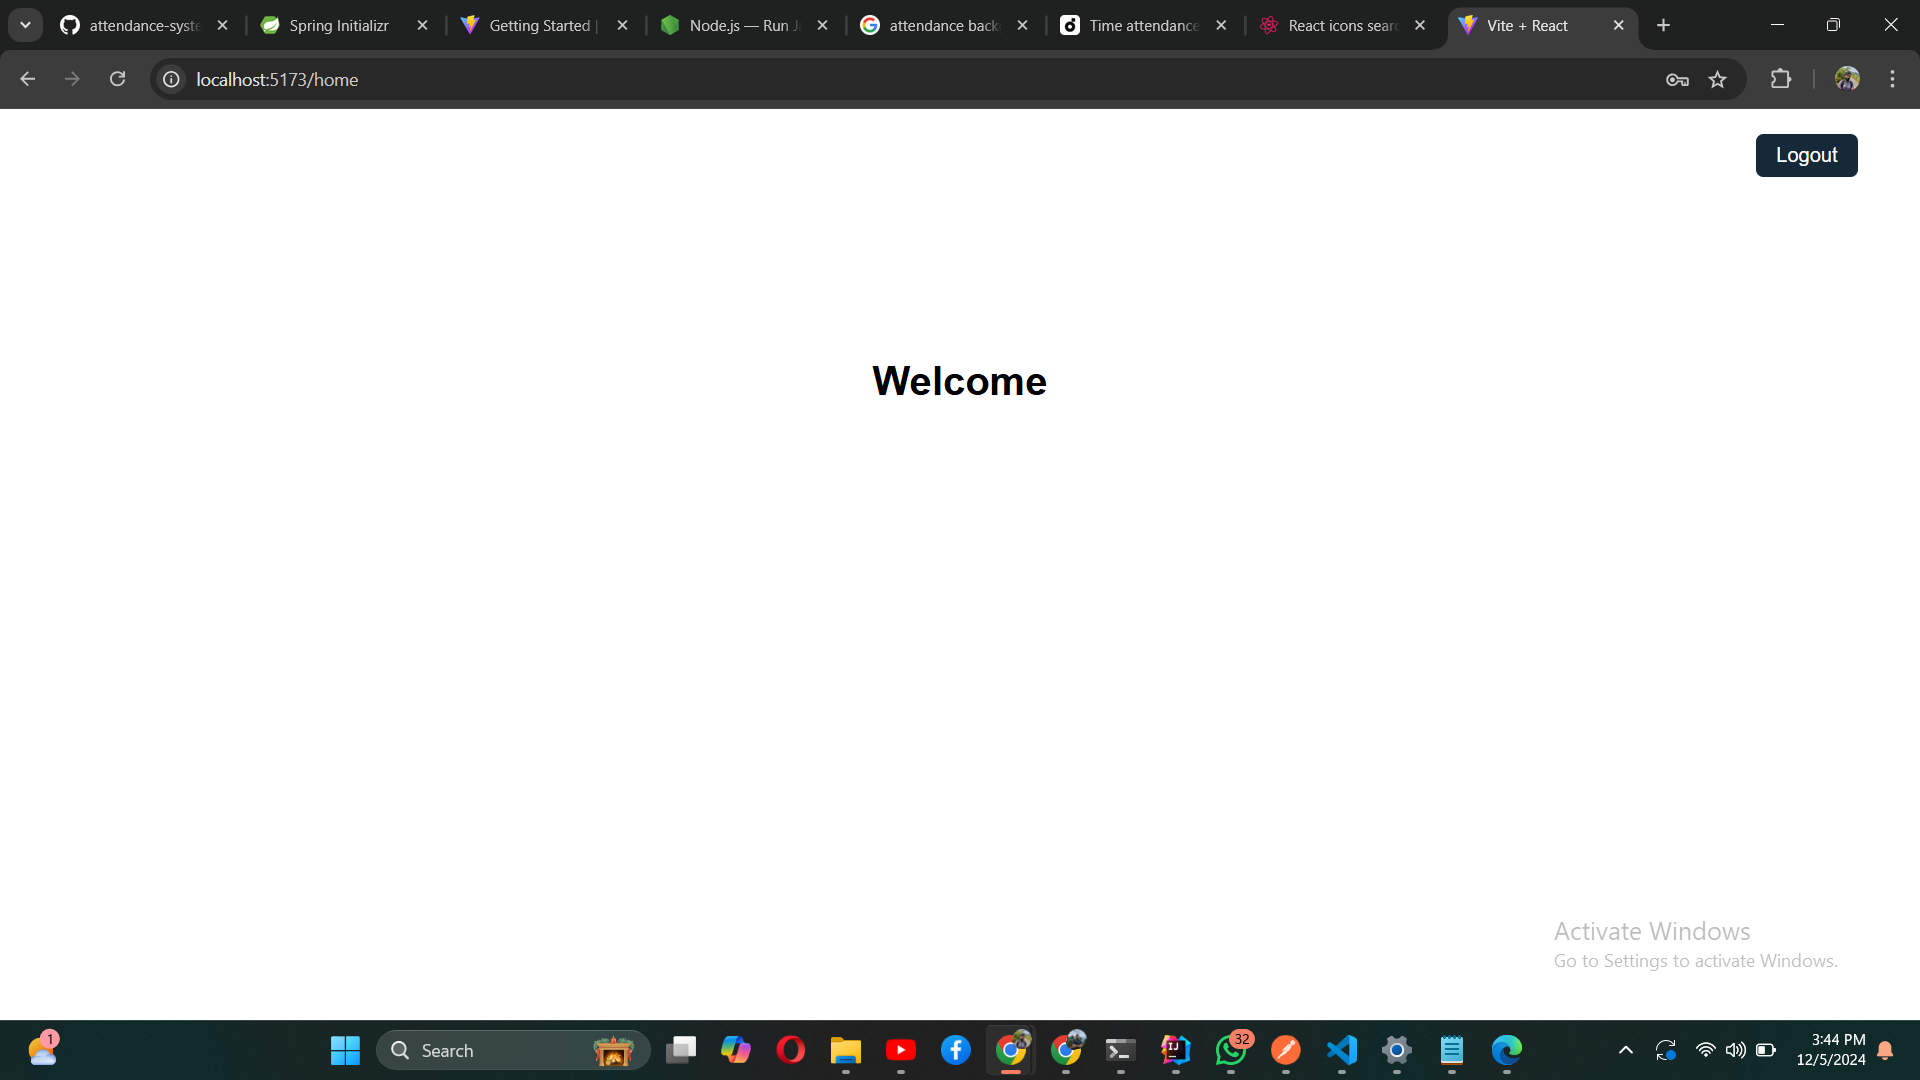 attendance-syste
Spring Initializr
Getting Started |
Node.js — Run J
attendance back
Time attendance
React icons sear
Vite + React
localhost:5173/home
Logout
Welcome
Activate Windows
Go to Settings to activate Windows.
1
Search
32
3:44 PM
12/5/2024